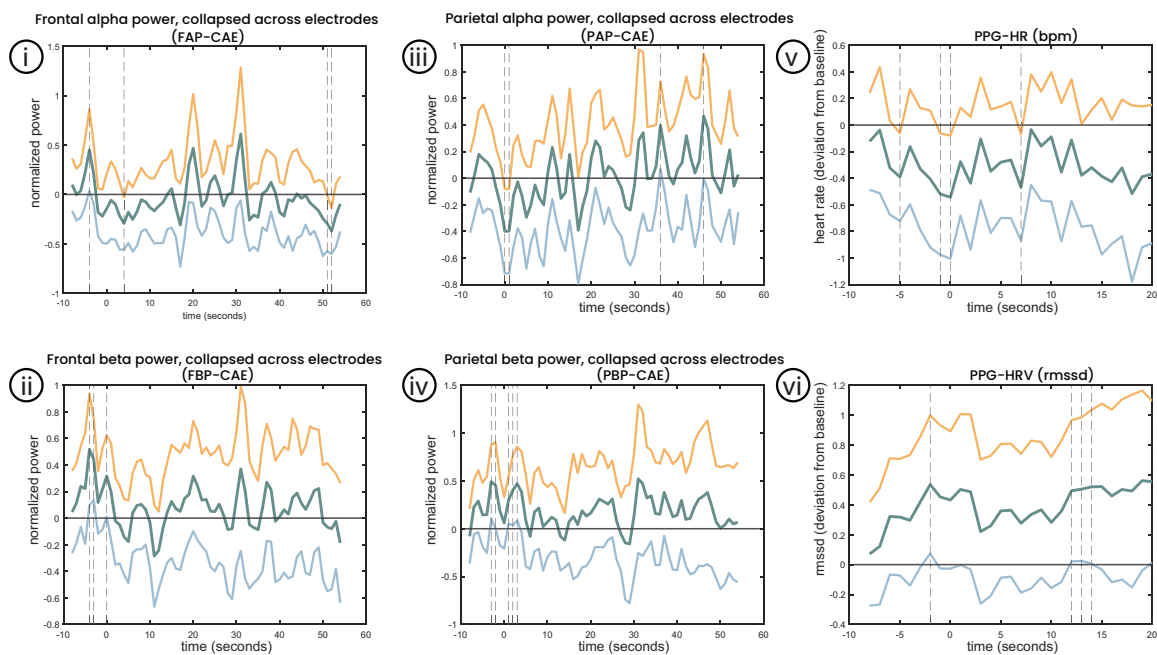 Frontal alpha power, collapsed across electrodes
(FAP-CAE)
i
normalized power
1.5
1
0.5
0
-0.5
-1
-10 0 10 20 30 40 50 60
time (seconds)
Parietal alpha power, collapsed across electrodes
(PAP-CAE)
iii
normalized power
1
0.8
0.6
0.4
0.2
0
-0.2
-0.4
-0.6
-0.8
-10 0 10 20 30 40 50 60
time (seconds)
PPG-HR (bpm)
v
heart rate (deviation from baseline)
0.6
0.4
0.2
0
-0.2
-0.4
-0.6
-0.8
-1
-1.2
-10 -5 0 5 10 15 20
time (seconds)
Frontal beta power, collapsed across electrodes
(FBP-CAE)
ii
normalized power
1
0.8
0.6
0.4
0.2
0
-0.2
-0.4
-0.6
-0.8
-10 0 10 20 30 40 50 60
time (seconds)
Parietal beta power, collapsed across electrodes
(PBP-CAE)
iv
normalized power
1.5
1
0.5
0
-0.5
-1
-10 0 10 20 30 40 50 60
time (seconds)
PPG-HRV (rmssd)
vi
rmssd (deviation from baseline)
1.2
1
0.8
0.6
0.4
0.2
0
-0.2
-0.4
-10 -5 0 5 10 15 20
time (seconds)